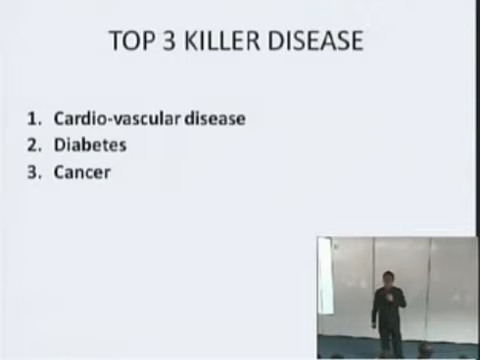 TOP 3 KILLER DISEASE
1. Cardio-vascular disease
2. Diabetes
3. Cancer